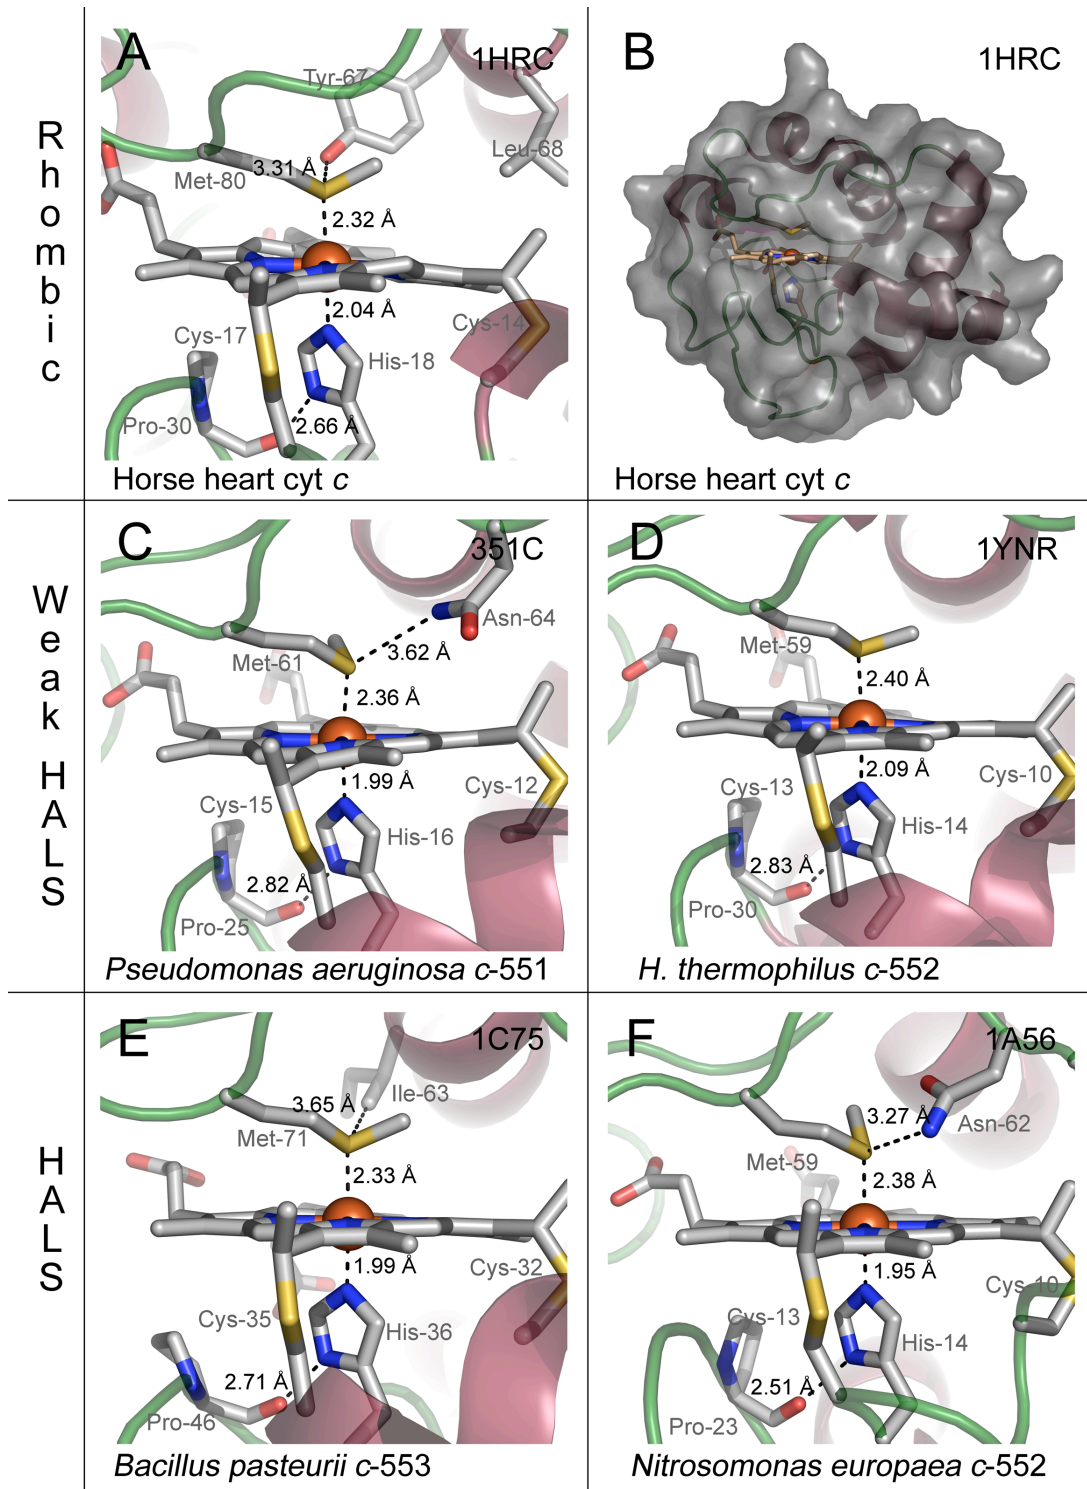 Rhombic
A
1HRC
Tyr-67
Leu-68
3.31 Å
Met-80
2.32 Å
2.04 Å
Cys-14
Cys-17
His-18
Pro-30
2.66 Å
Horse heart cyt c
B
1HRC
Horse heart cyt c
Weak HALS
C
351C
Asn-64
3.62 Å
Met-61
2.36 Å
1.99 Å
Cys-12
Cys-15
His-16
2.82 Å
Pro-25
Pseudomonas aeruginosa c-551
D
1YNR
Met-59
2.40 Å
2.09 Å
Cys-10
Cys-13
His-14
2.83 Å
Pro-30
H. thermophilus c-552
HALS
E
1C75
Ile-63
3.65 Å
Met-71
2.33 Å
1.99 Å
Cys-32
Cys-35
His-36
2.71 Å
Pro-46
Bacillus pasteurii c-553
F
1A56
3.27 Å
Asn-62
Met-59
2.38 Å
1.95 Å
Cys-10
Cys-13
His-14
2.51 Å
Pro-23
Nitrosomonas europaea c-552